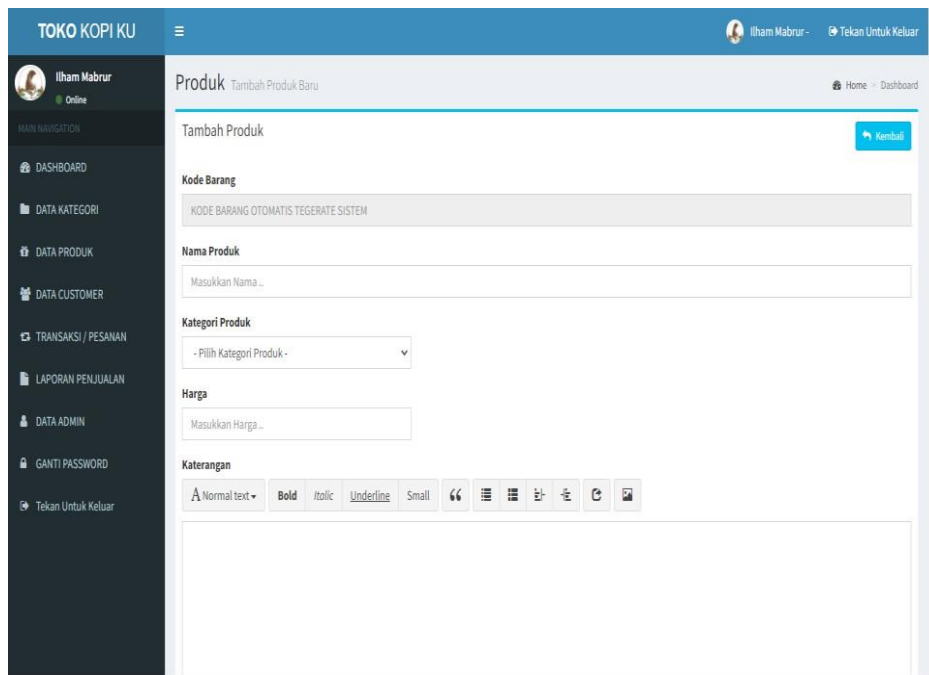 TOKO KOPI KU
Ilham Mabrur - Tekan Untuk Keluar
Ilham Mabrur
Online
MAIN NAVIGATION
DASHBOARD
DATA KATEGORI
DATA PRODUK
DATA CUSTOMER
TRANSAKSI / PESANAN
LAPORAN PENJUALAN
DATA ADMIN
GANTI PASSWORD
Tekan Untuk Keluar
Produk Tambah Produk Baru
Home > Dashboard
Tambah Produk
Kembali
Kode Barang
KODE BARANG OTOMATIS TEGERATE SISTEM
Nama Produk
Masukkan Nama ..
Kategori Produk
- Pilih Kategori Produk -
Harga
Masukkan Harga ..
Katerangan
A Normal text Bold Italic Underline Small